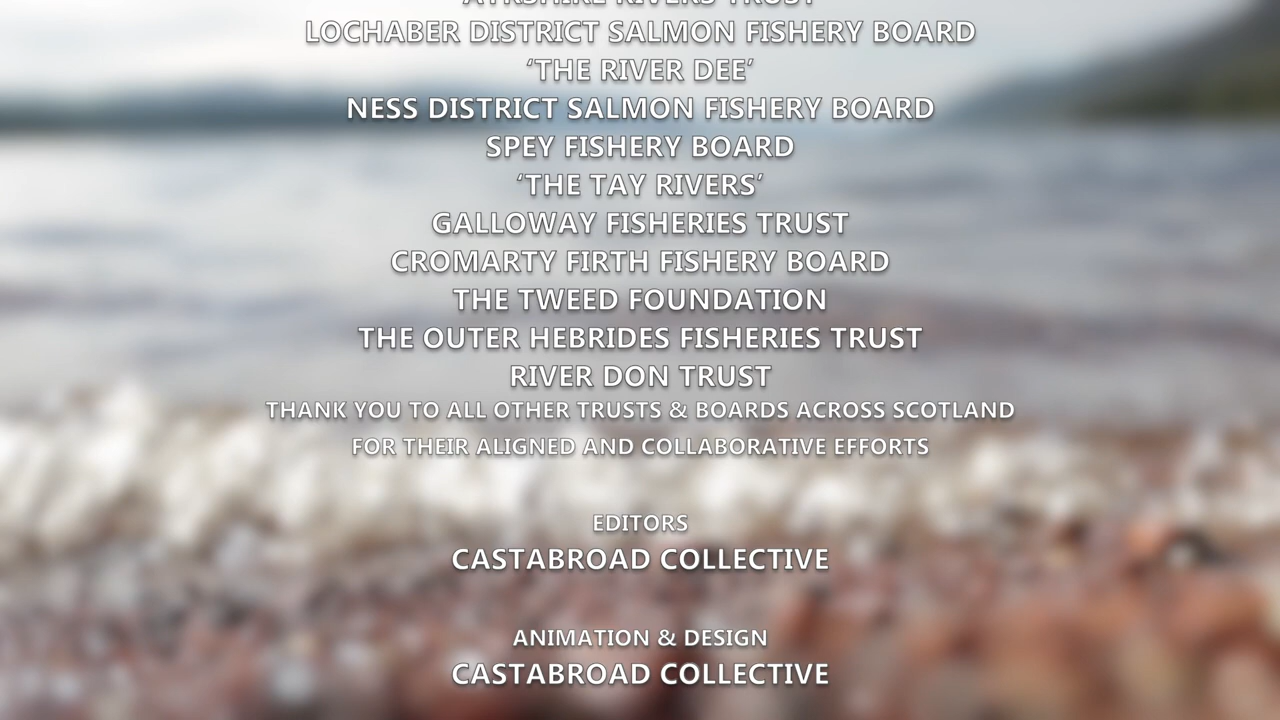 AYRSHIRE RIVERS TRUST
LOCHABER DISTRICT SALMON FISHERY BOARD
‘THE RIVER DEE’
NESS DISTRICT SALMON FISHERY BOARD
SPEY FISHERY BOARD
‘THE TAY RIVERS’
GALLOWAY FISHERIES TRUST
CROMARTY FIRTH FISHERY BOARD
THE TWEED FOUNDATION
THE OUTER HEBRIDES FISHERIES TRUST
RIVER DON TRUST
THANK YOU TO ALL OTHER TRUSTS & BOARDS ACROSS SCOTLAND
FOR THEIR ALIGNED AND COLLABORATIVE EFFORTS
EDITORS
CASTABROAD COLLECTIVE
ANIMATION & DESIGN
CASTABROAD COLLECTIVE